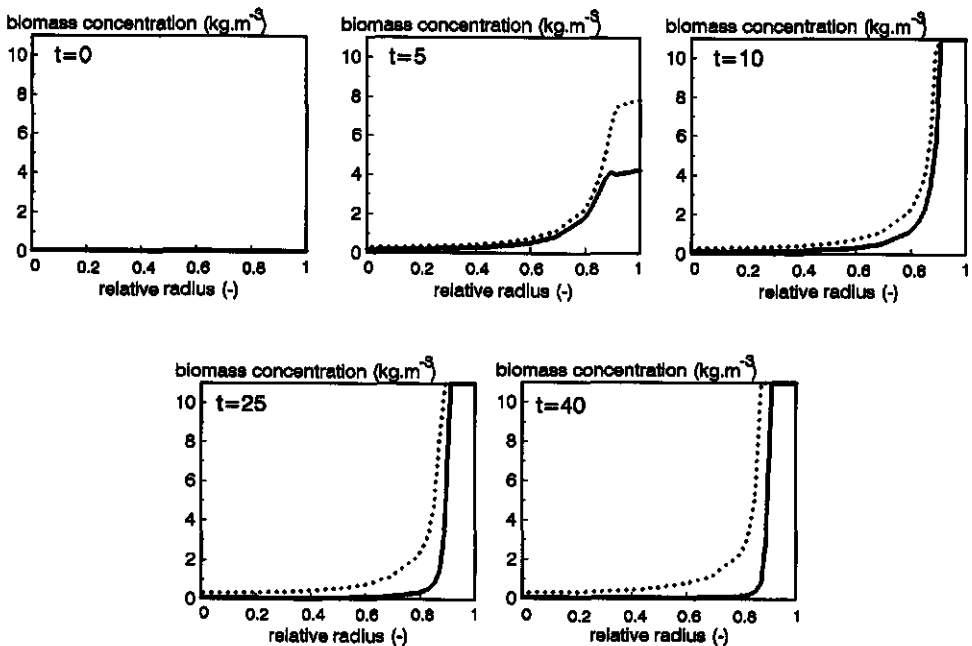 biomass concentration (kg.m⁻³)
t=0
10
8
6
4
2
0
0 0.2 0.4 0.6 0.8 1
relative radius (-)
biomass concentration (kg.m⁻³)
t=5
10
8
6
4
2
0
0 0.2 0.4 0.6 0.8 1
relative radius (-)
biomass concentration (kg.m⁻³)
t=10
10
8
6
4
2
0
0 0.2 0.4 0.6 0.8 1
relative radius (-)
biomass concentration (kg.m⁻³)
t=25
10
8
6
4
2
0
0 0.2 0.4 0.6 0.8 1
relative radius (-)
biomass concentration (kg.m⁻³)
t=40
10
8
6
4
2
0
0 0.2 0.4 0.6 0.8 1
relative radius (-)